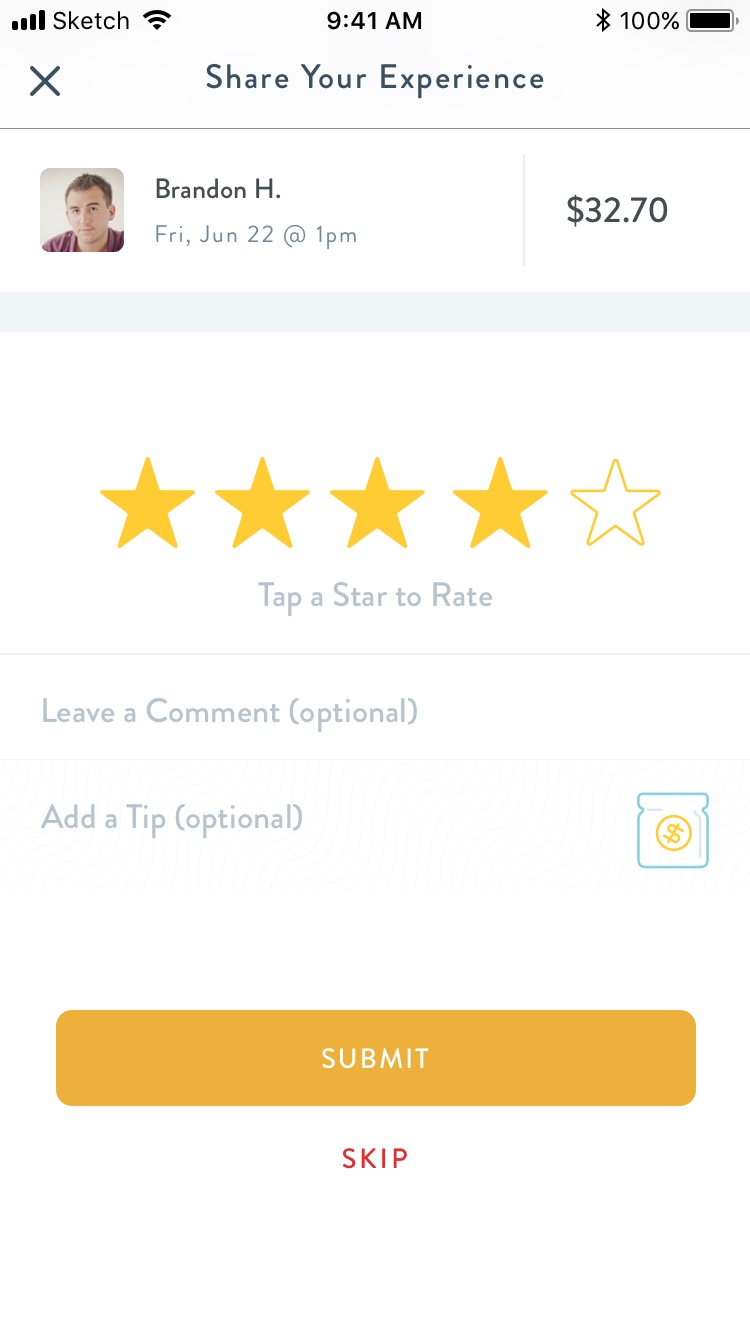 Sketch 9:41 AM 100%
Share Your Experience
Brandon H.
Fri, Jun 22 @ 1pm
$32.70
Tap a Star to Rate
Leave a Comment (optional)
Add a Tip (optional)
$
SUBMIT
SKIP